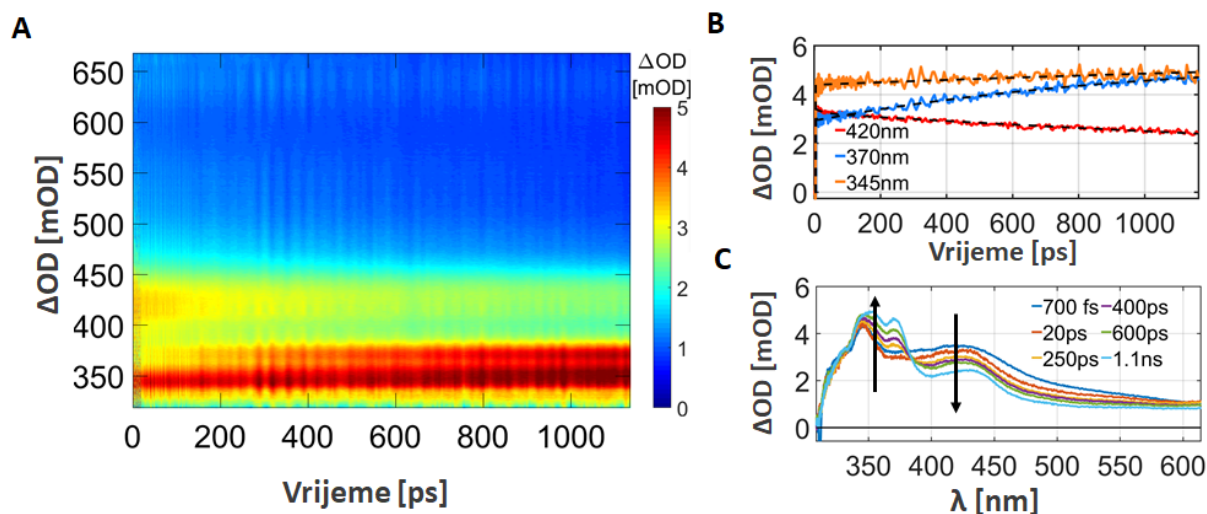 A
ΔOD [mOD]
650
600
550
500
450
400
350
0 200 400 600 800 1000
Vrijeme [ps]
ΔOD
[mOD]
5
4
3
2
1
0
B
ΔOD [mOD]
6
4
2
0
420nm
370nm
345nm
0 200 400 600 800 1000
Vrijeme [ps]
C
ΔOD [mOD]
6
4
2
0
700 fs 400ps
20ps 600ps
250ps 1.1ns
350 400 450 500 550 600
λ [nm]